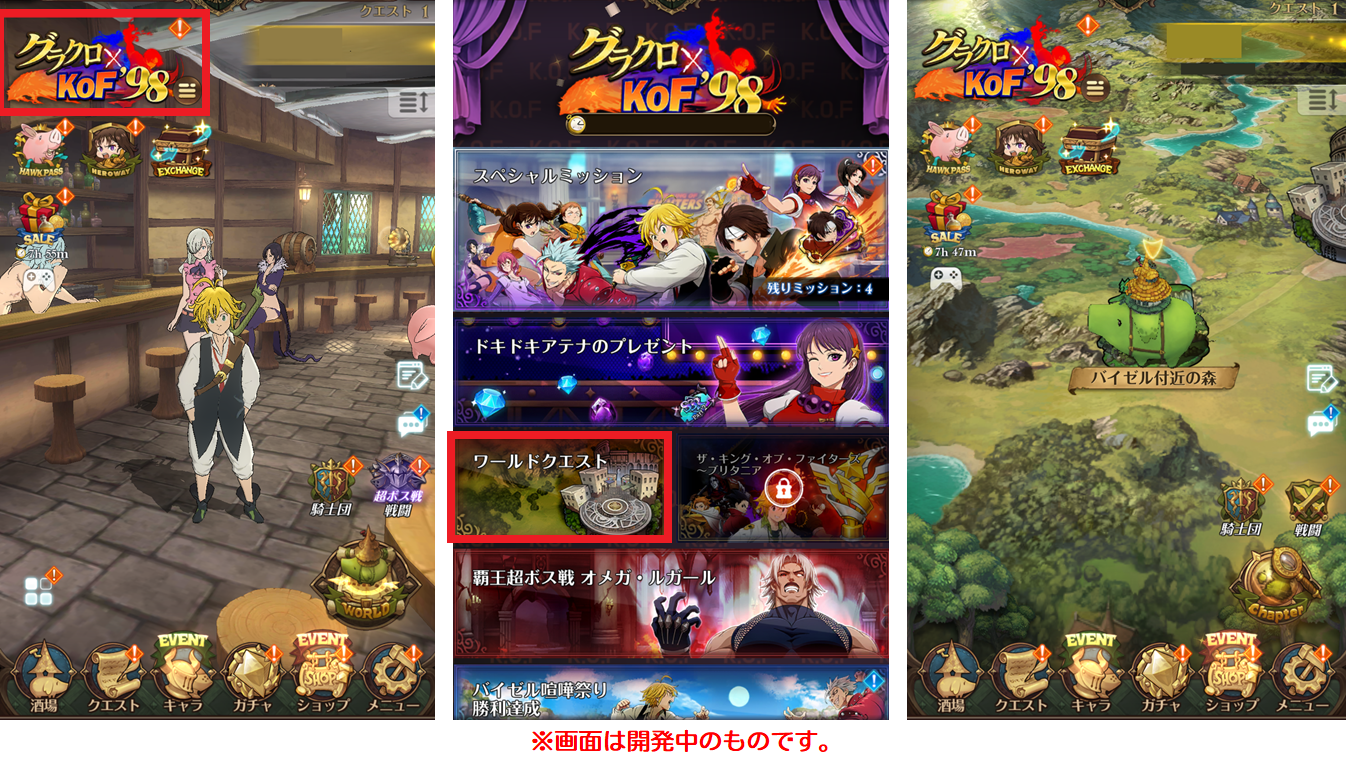 クエスト 1
グラクロ×
KOF'98
HAWK PASS
HEROWAY
EXCHANGE
SALE
7h 55m
騎士団
超ボス戦
戦闘
WORLD
酒場
クエスト
EVENT
キャラ
ガチャ
EVENT
SHOP
ショップ
メニュー
グラクロ×
KOF'98
スペシャルミッション
残りミッション：4
ドキドキアテナのプレゼント
ワールドクエスト
ザ・キング・オブ・ファイターズ
～ブリタニア
覇王超ボス戦 オメガ・ルガール
バイゼル喧嘩祭り
勝利達成
クエスト 1
グラクロ×
KOF'98
HAWK PASS
HEROWAY
EXCHANGE
SALE
7h 47m
バイゼル付近の森
騎士団
戦闘
Chapter
酒場
クエスト
EVENT
キャラ
ガチャ
EVENT
SHOP
ショップ
メニュー
※画面は開発中のものです。